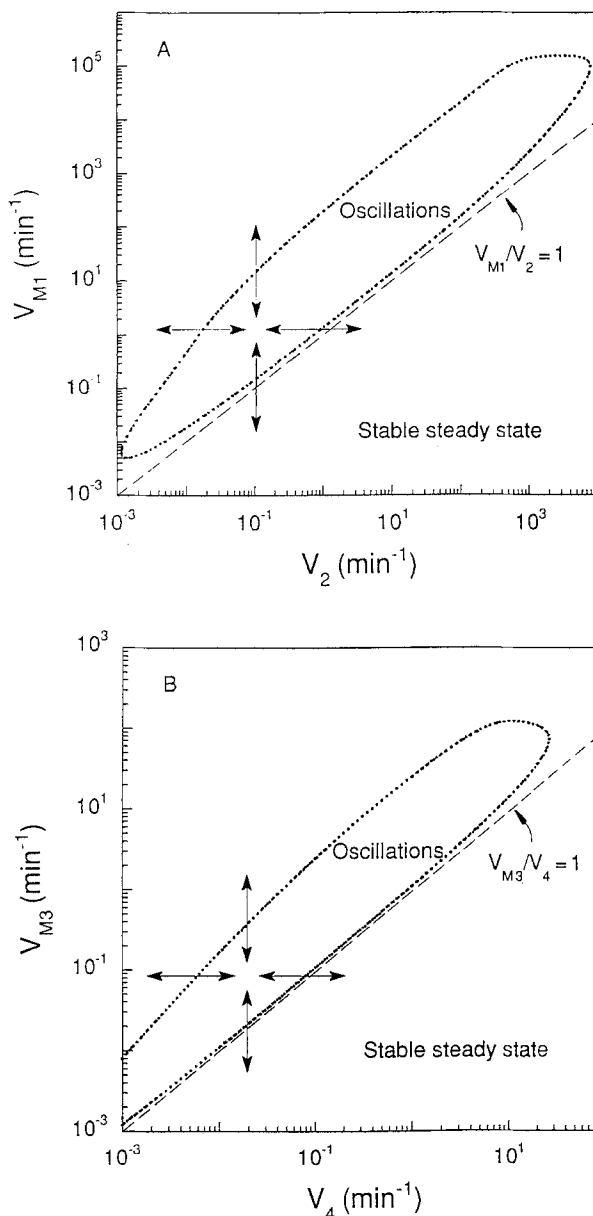 A
V_M1 (min^-1)
10^5
10^3
10^1
10^-1
10^-3
Oscillations
V_M1/V_2 = 1
Stable steady state
10^-3
10^-1
10^1
10^3
V_2 (min^-1)
B
V_M3 (min^-1)
10^3
10^1
10^-1
10^-3
Oscillations
V_M3/V_4 = 1
Stable steady state
10^-3
10^-1
10^1
V_4 (min^-1)